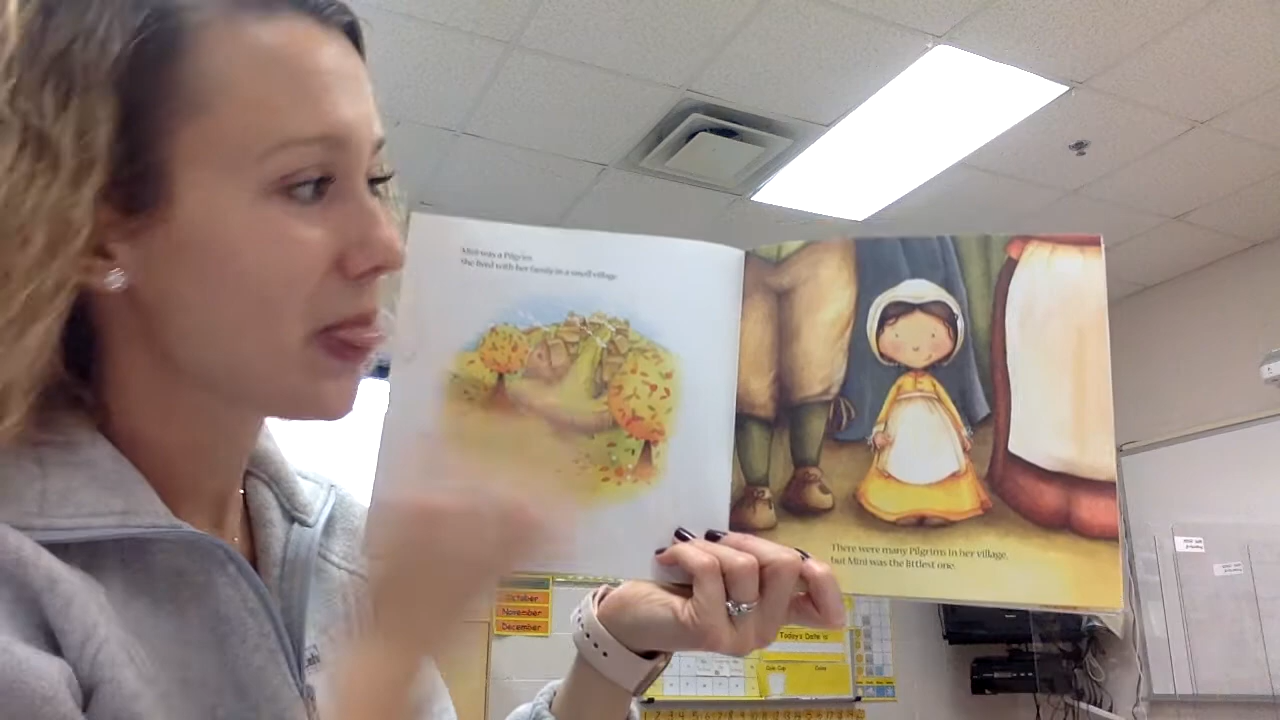 Mini was a Pilgrim.
She lived with her family in a small village.
There were many Pilgrims in her village,
but Mini was the littlest one.
October
November
December
Today's Date is